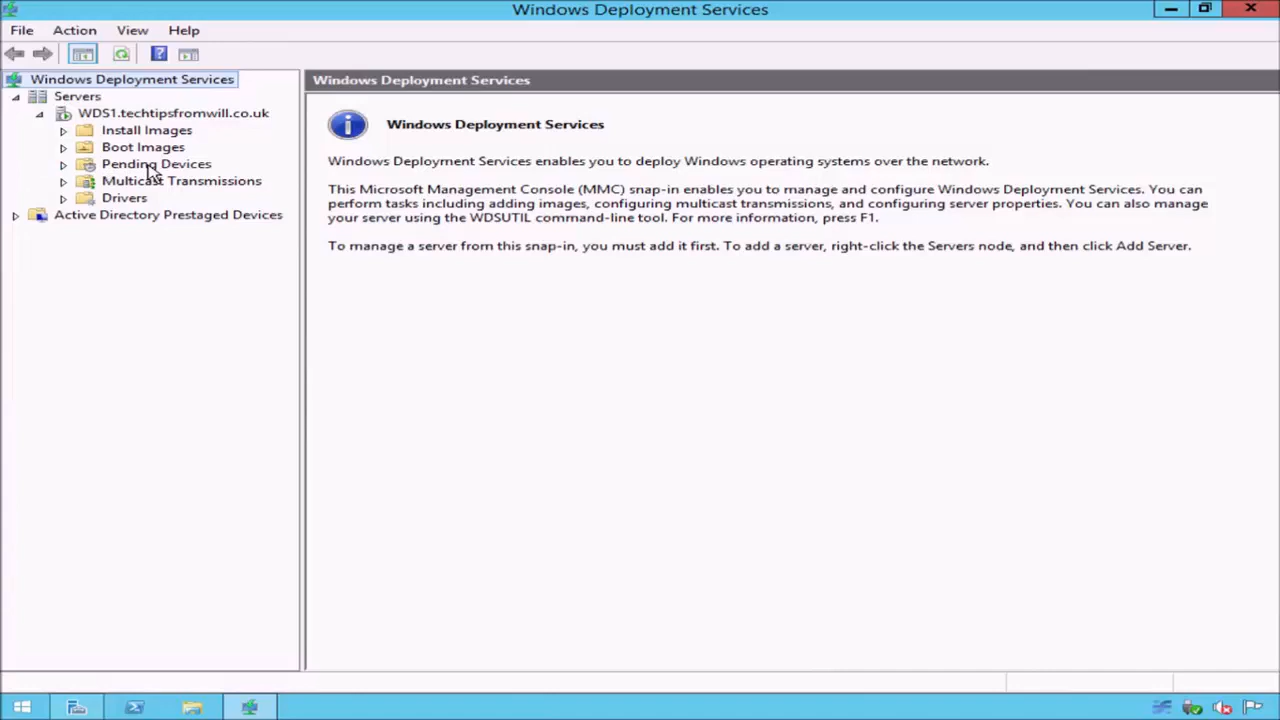 Windows Deployment Services
File Action View Help
Windows Deployment Services
Servers
WDS1.techtipsfromwill.co.uk
Install Images
Boot Images
Pending Devices
Multicast Transmissions
Drivers
Active Directory Prestaged Devices
Windows Deployment Services
Windows Deployment Services
Windows Deployment Services enables you to deploy Windows operating systems over the network.
This Microsoft Management Console (MMC) snap-in enables you to manage and configure Windows Deployment Services. You can
perform tasks including adding images, configuring multicast transmissions, and configuring server properties. You can also manage
your server using the WDSUTIL command-line tool. For more information, press F1.
To manage a server from this snap-in, you must add it first. To add a server, right-click the Servers node, and then click Add Server.